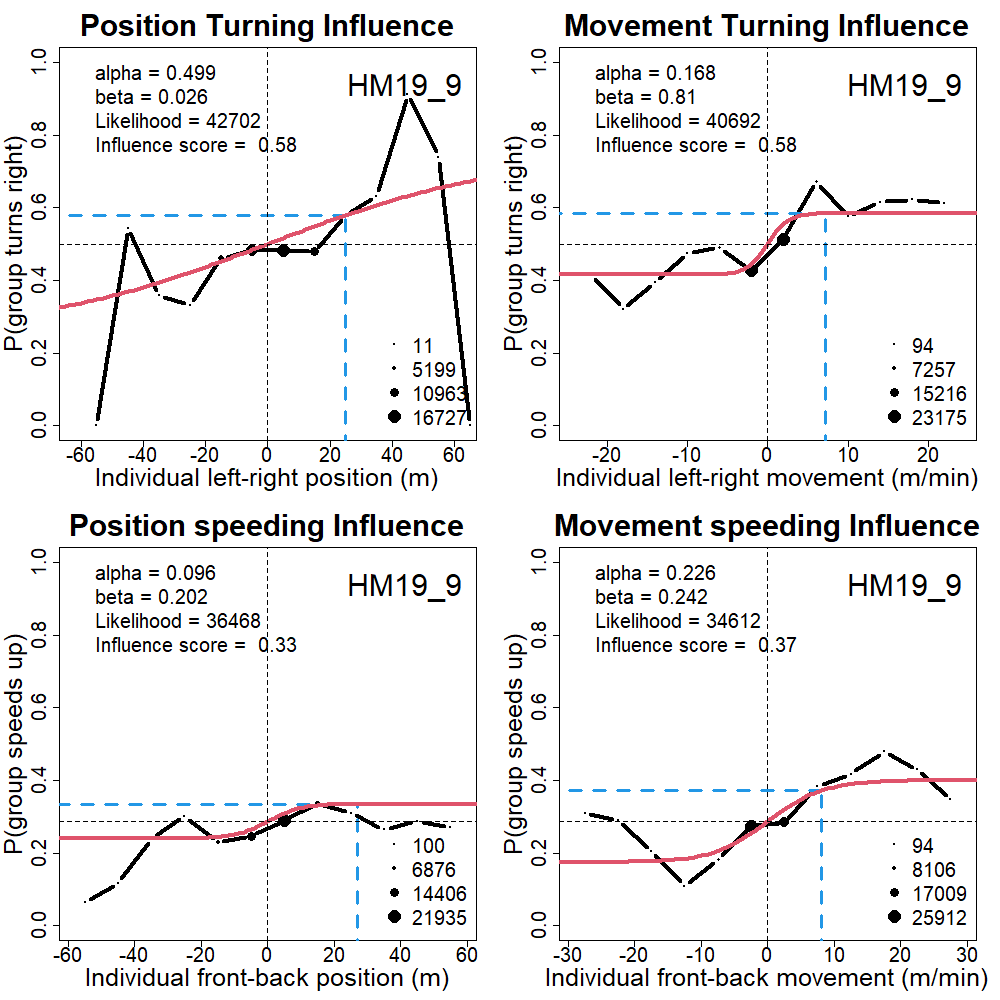 Position Turning Influence
alpha = 0.499
beta = 0.026
Likelihood = 42702
Influence score = 0.58
HM19_9
P(group turns right)
0.0 0.2 0.4 0.6 0.8 1.0
11
5199
10963
16727
-60 -40 -20 0 20 40 60
Individual left-right position (m)
Movement Turning Influence
alpha = 0.168
beta = 0.81
Likelihood = 40692
Influence score = 0.58
HM19_9
P(group turns right)
0.0 0.2 0.4 0.6 0.8 1.0
94
7257
15216
23175
-20 -10 0 10 20
Individual left-right movement (m/min)
Position speeding Influence
alpha = 0.096
beta = 0.202
Likelihood = 36468
Influence score = 0.33
HM19_9
P(group speeds up)
0.0 0.2 0.4 0.6 0.8 1.0
100
6876
14406
21935
-60 -40 -20 0 20 40 60
Individual front-back position (m)
Movement speeding Influence
alpha = 0.226
beta = 0.242
Likelihood = 34612
Influence score = 0.37
HM19_9
P(group speeds up)
0.0 0.2 0.4 0.6 0.8 1.0
94
8106
17009
25912
-30 -20 -10 0 10 20 30
Individual front-back movement (m/min)